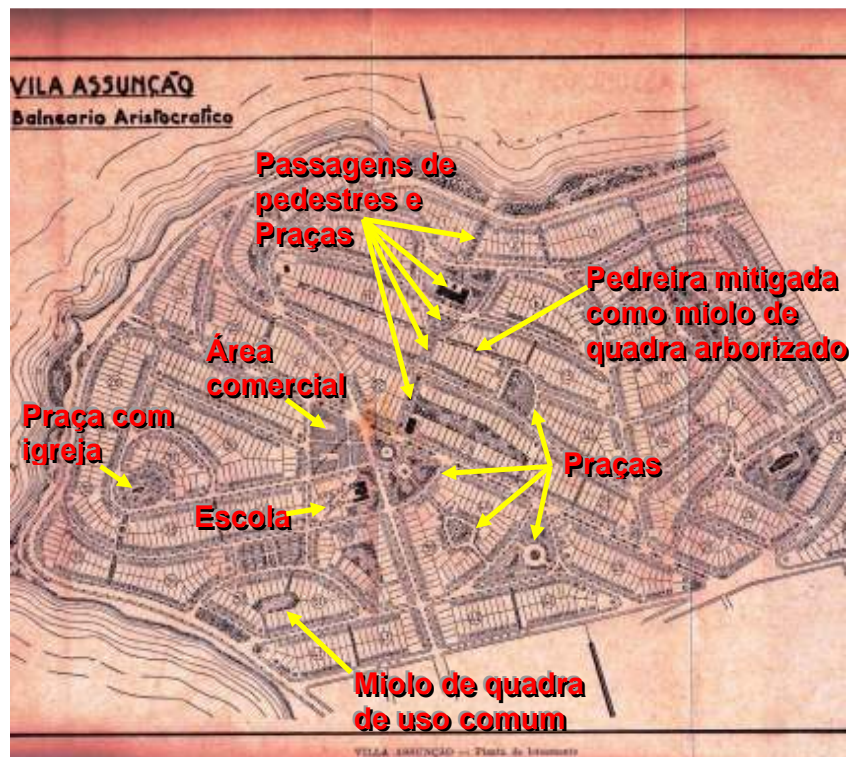 VILA ASSUNÇÃO
Balneario Aristocratico
Passagens de
pedestres e
Praças
Pedreira mitigada
como miolo de
quadra arborizado
Área
comercial
Praça com
igreja
Praças
Escola
Miolo de quadra
de uso comum
VILLA ASSUNÇÃO — Planta de loteamento